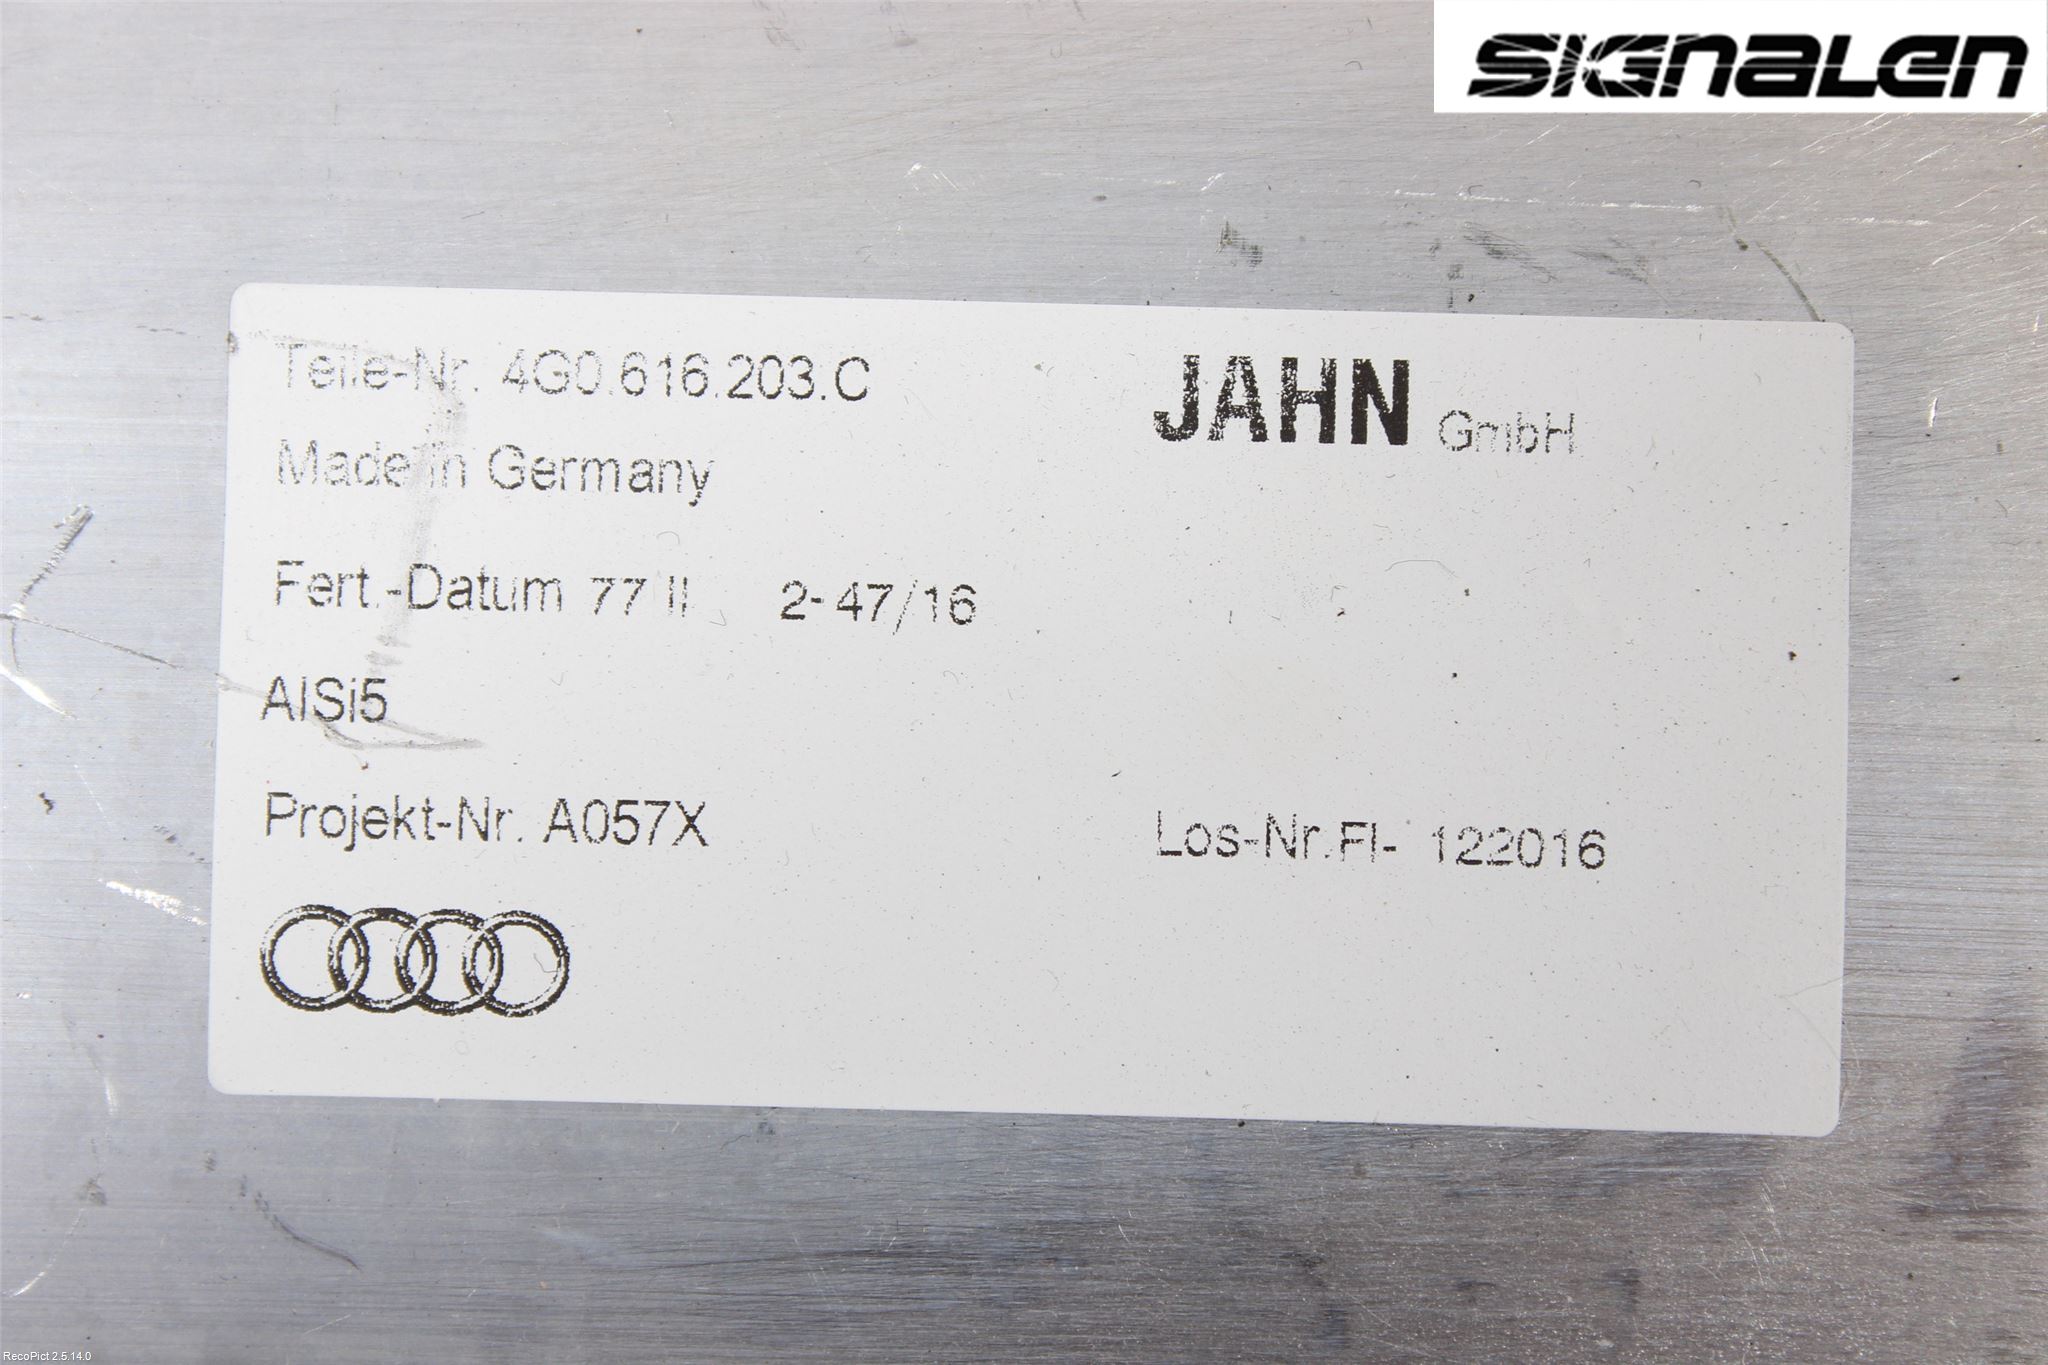 SIGNALEN
Teile-Nr. 4G0.616.203.C
JAHN GmbH
Made in Germany
Fert.-Datum 77 II 2-47/16
AlSi5
Projekt-Nr. A057X
Los-Nr.Fl- 122016
RecoPict 2.5.14.0